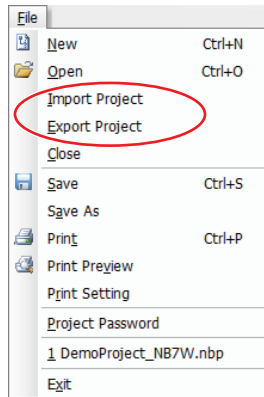 File
New Ctrl+N
Open Ctrl+O
Import Project
Export Project
Close
Save Ctrl+S
Save As
Print Ctrl+P
Print Preview
Print Setting
Project Password
1 DemoProject_NB7W.nbp
Exit